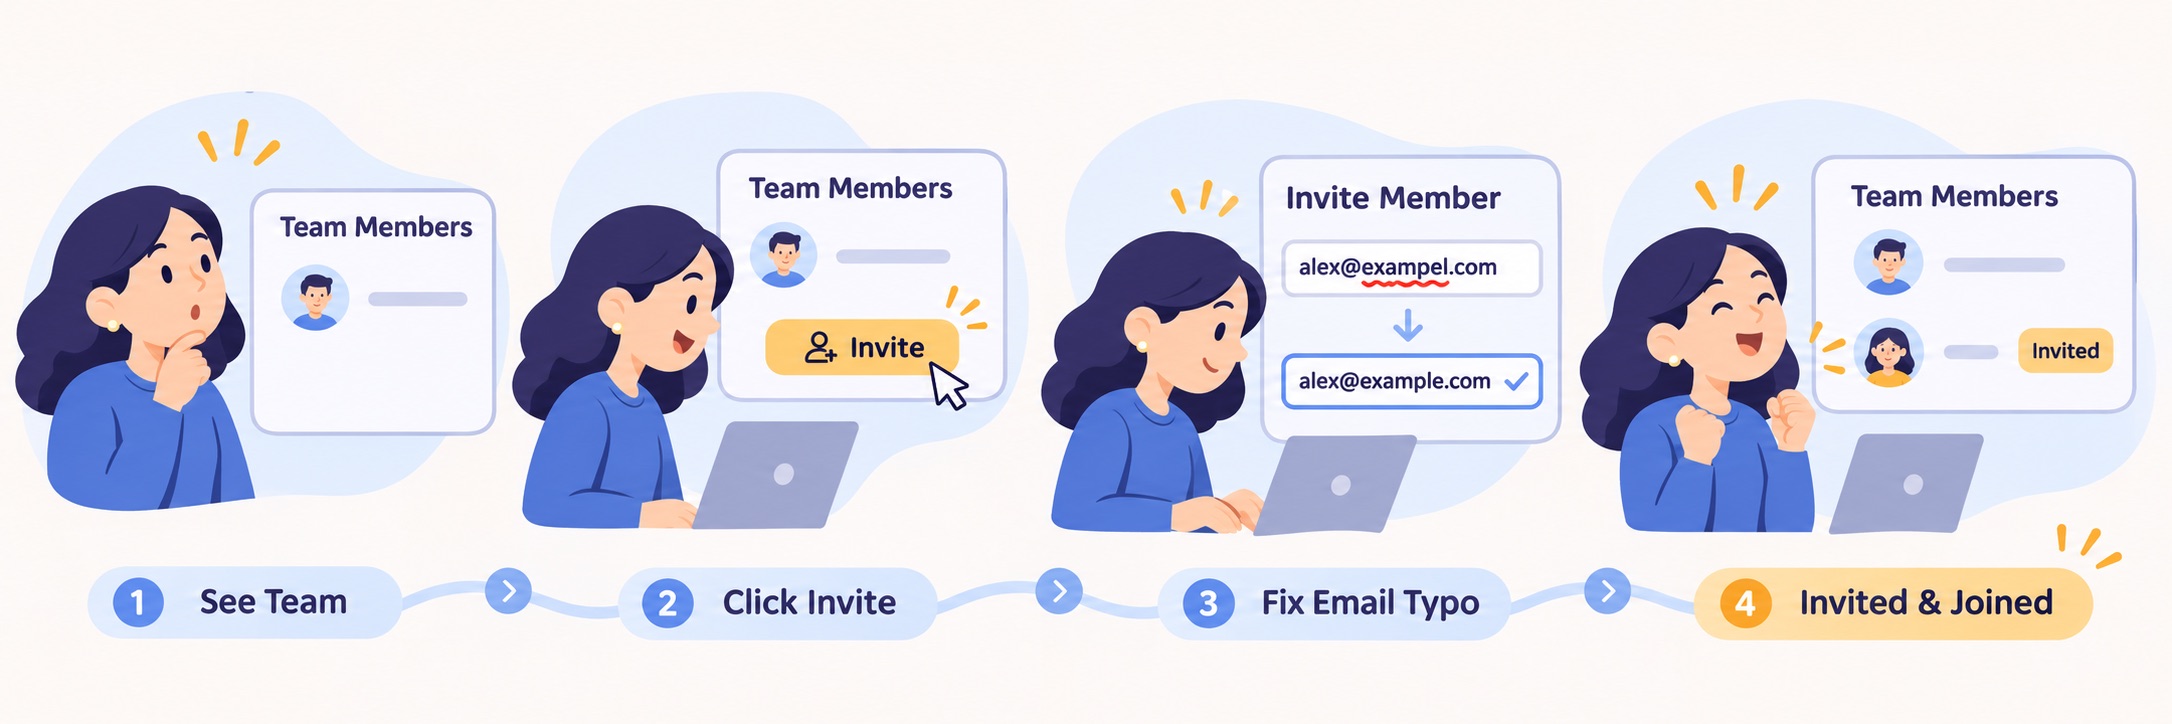 Team Members
Team Members
Invite
Invite Member
alex@exampel.com
alex@example.com
Team Members
Invited
1 See Team
2 Click Invite
3 Fix Email Typo
4 Invited & Joined